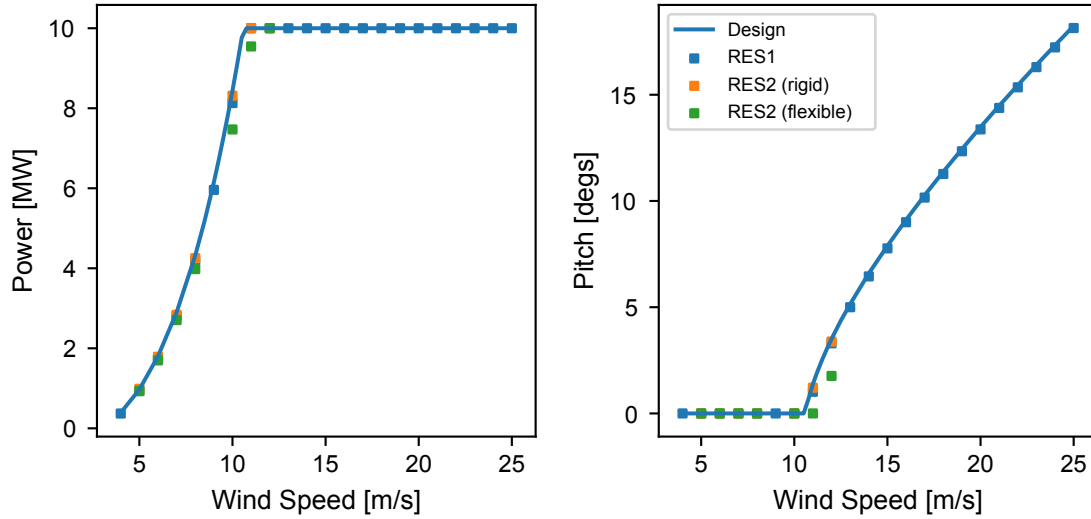 10
8
6
4
2
0
Power [MW]
5
10
15
20
25
Wind Speed [m/s]
Design
RES1
RES2 (rigid)
RES2 (flexible)
15
10
5
0
Pitch [degs]
5
10
15
20
25
Wind Speed [m/s]